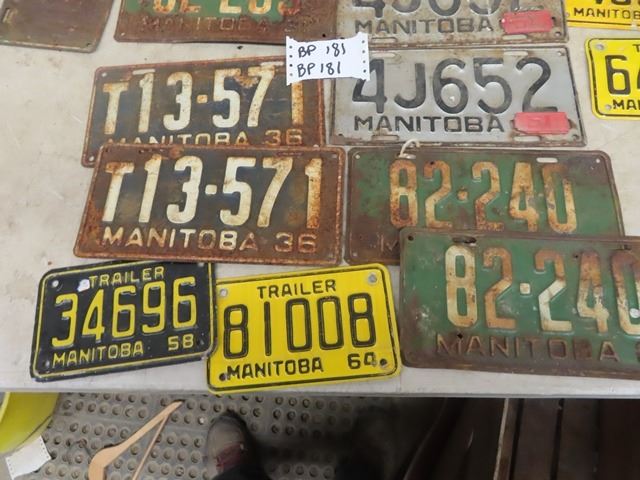 MANITOBA
MANITOBA
MANITOBA
BP 181
BP 181
T13-571
MANITOBA 36
4J652
MANITOBA
T13-571
MANITOBA 36
82-240
82-240
MANITOBA
TRAILER
34696
MANITOBA 58
TRAILER
81008
MANITOBA 64